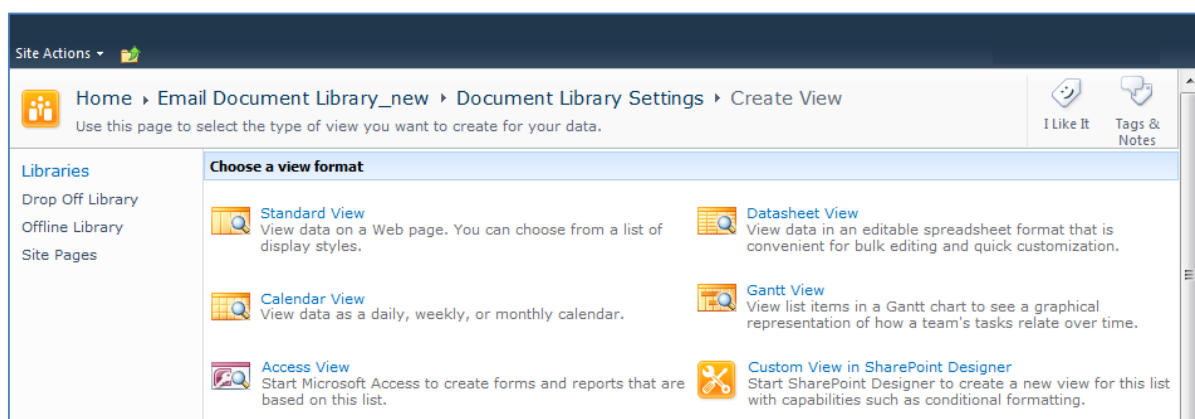 Site Actions
Home ▸ Email Document Library_new ▸ Document Library Settings ▸ Create View
Use this page to select the type of view you want to create for your data.
I Like It
Tags &
Notes
Libraries
Drop Off Library
Offline Library
Site Pages
Choose a view format
Standard View
View data on a Web page. You can choose from a list of
display styles.
Datasheet View
View data in an editable spreadsheet format that is
convenient for bulk editing and quick customization.
Calendar View
View data as a daily, weekly, or monthly calendar.
Gantt View
View list items in a Gantt chart to see a graphical
representation of how a team's tasks relate over time.
Access View
Start Microsoft Access to create forms and reports that are
based on this list.
Custom View in SharePoint Designer
Start SharePoint Designer to create a new view for this list
with capabilities such as conditional formatting.